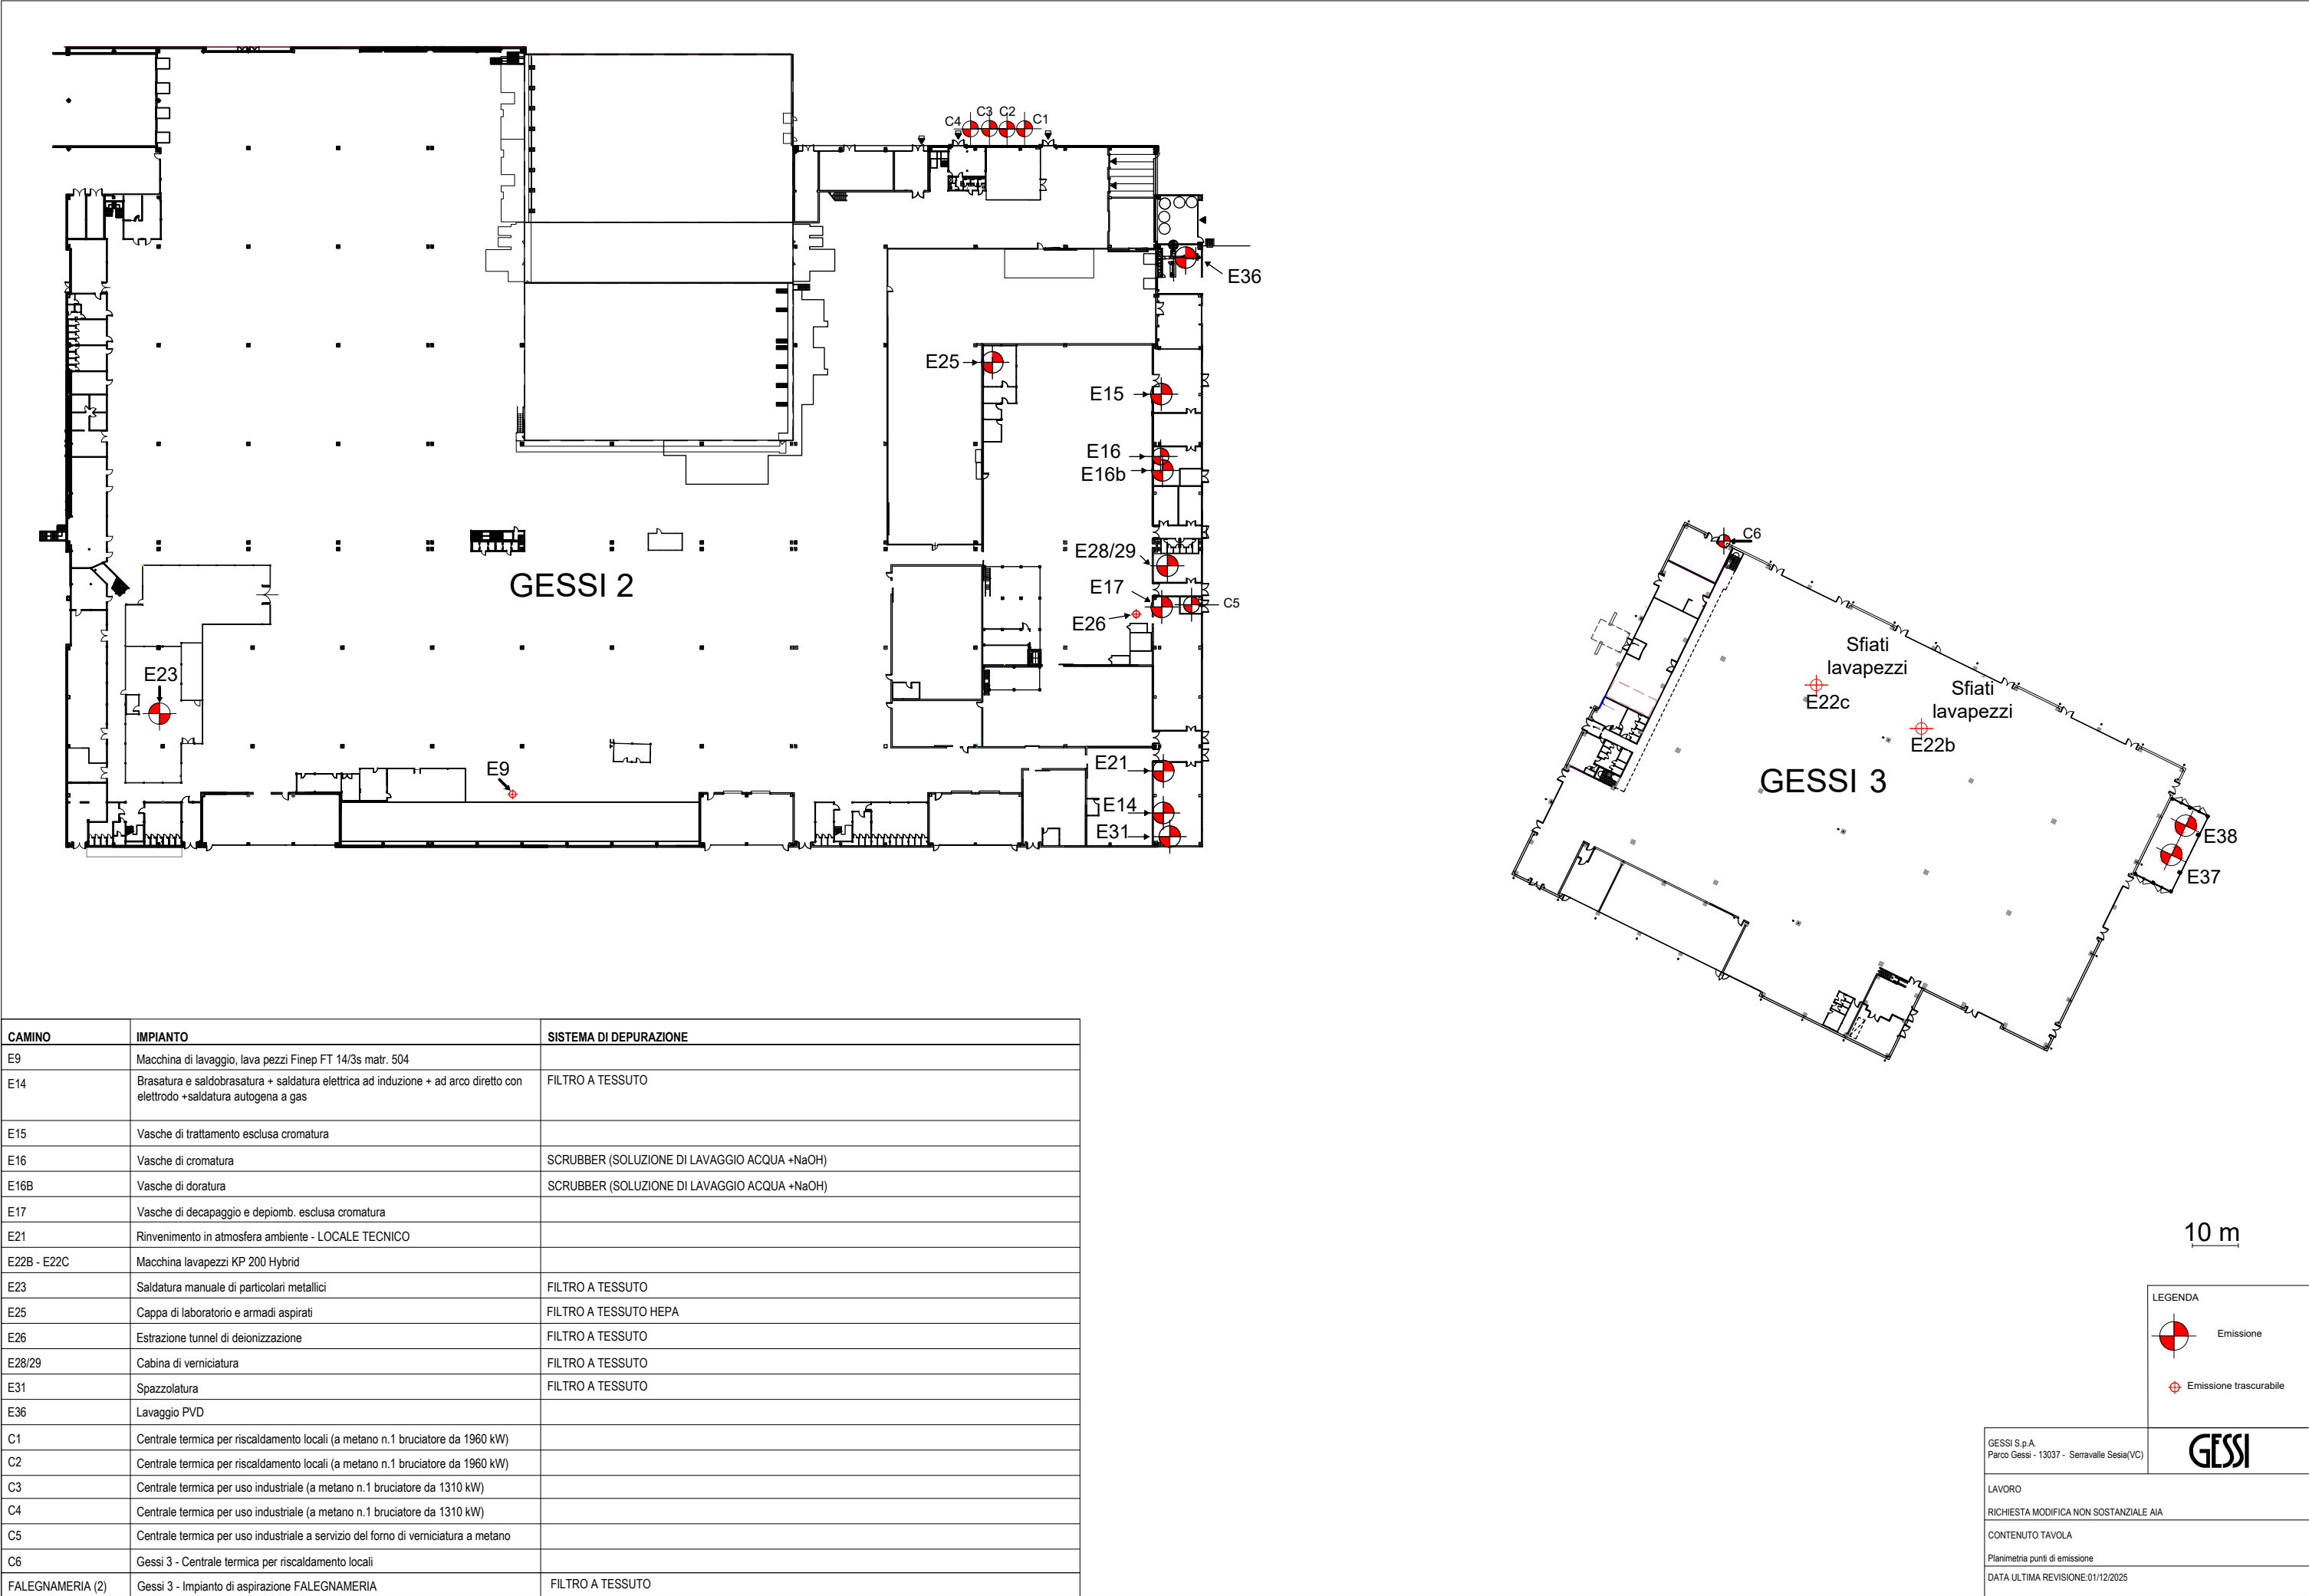 C3 C2
C4 C1
E36
E25
E15
E16
E16b
E28/29
C6
GESSI 2
E17
C5
E26
Sfiati
lavapezzi
E23
Sfiati
lavapezzi
E22c
E22b
E21
E9
GESSI 3
E14
E31
E38
E37
CAMINO IMPIANTO SISTEMA DI DEPURAZIONE
E9 Macchina di lavaggio, lava pezzi Finep FT 14/3s matr. 504
E14 Brasatura e saldobrasatura + saldatura elettrica ad induzione + ad arco diretto con FILTRO A TESSUTO
elettrodo +saldatura autogena a gas
E15 Vasche di trattamento esclusa cromatura
E16 Vasche di cromatura SCRUBBER (SOLUZIONE DI LAVAGGIO ACQUA +NaOH)
E16B Vasche di doratura SCRUBBER (SOLUZIONE DI LAVAGGIO ACQUA +NaOH)
E17 Vasche di decapaggio e depiomb. esclusa cromatura
E21 Rinvenimento in atmosfera ambiente - LOCALE TECNICO
E22B - E22C Macchina lavapezzi KP 200 Hybrid
E23 Saldatura manuale di particolari metallici FILTRO A TESSUTO
E25 Cappa di laboratorio e armadi aspirati FILTRO A TESSUTO HEPA
E26 Estrazione tunnel di deionizzazione FILTRO A TESSUTO
E28/29 Cabina di verniciatura FILTRO A TESSUTO
E31 Spazzolatura FILTRO A TESSUTO
E36 Lavaggio PVD
C1 Centrale termica per riscaldamento locali (a metano n.1 bruciatore da 1960 kW)
C2 Centrale termica per riscaldamento locali (a metano n.1 bruciatore da 1960 kW)
C3 Centrale termica per uso industriale (a metano n.1 bruciatore da 1310 kW)
C4 Centrale termica per uso industriale (a metano n.1 bruciatore da 1310 kW)
C5 Centrale termica per uso industriale a servizio del forno di verniciatura a metano
C6 Gessi 3 - Centrale termica per riscaldamento locali
FALEGNAMERIA (2) Gessi 3 - Impianto di aspirazione FALEGNAMERIA FILTRO A TESSUTO
10 m
LEGENDA
Emissione
Emissione trascurabile
GESSI S.p.A.
Parco Gessi - 13037 - Serravalle Sesia(VC)
GESSI
LAVORO
RICHIESTA MODIFICA NON SOSTANZIALE AIA
CONTENUTO TAVOLA
Planimetria punti di emissione
DATA ULTIMA REVISIONE:01/12/2025